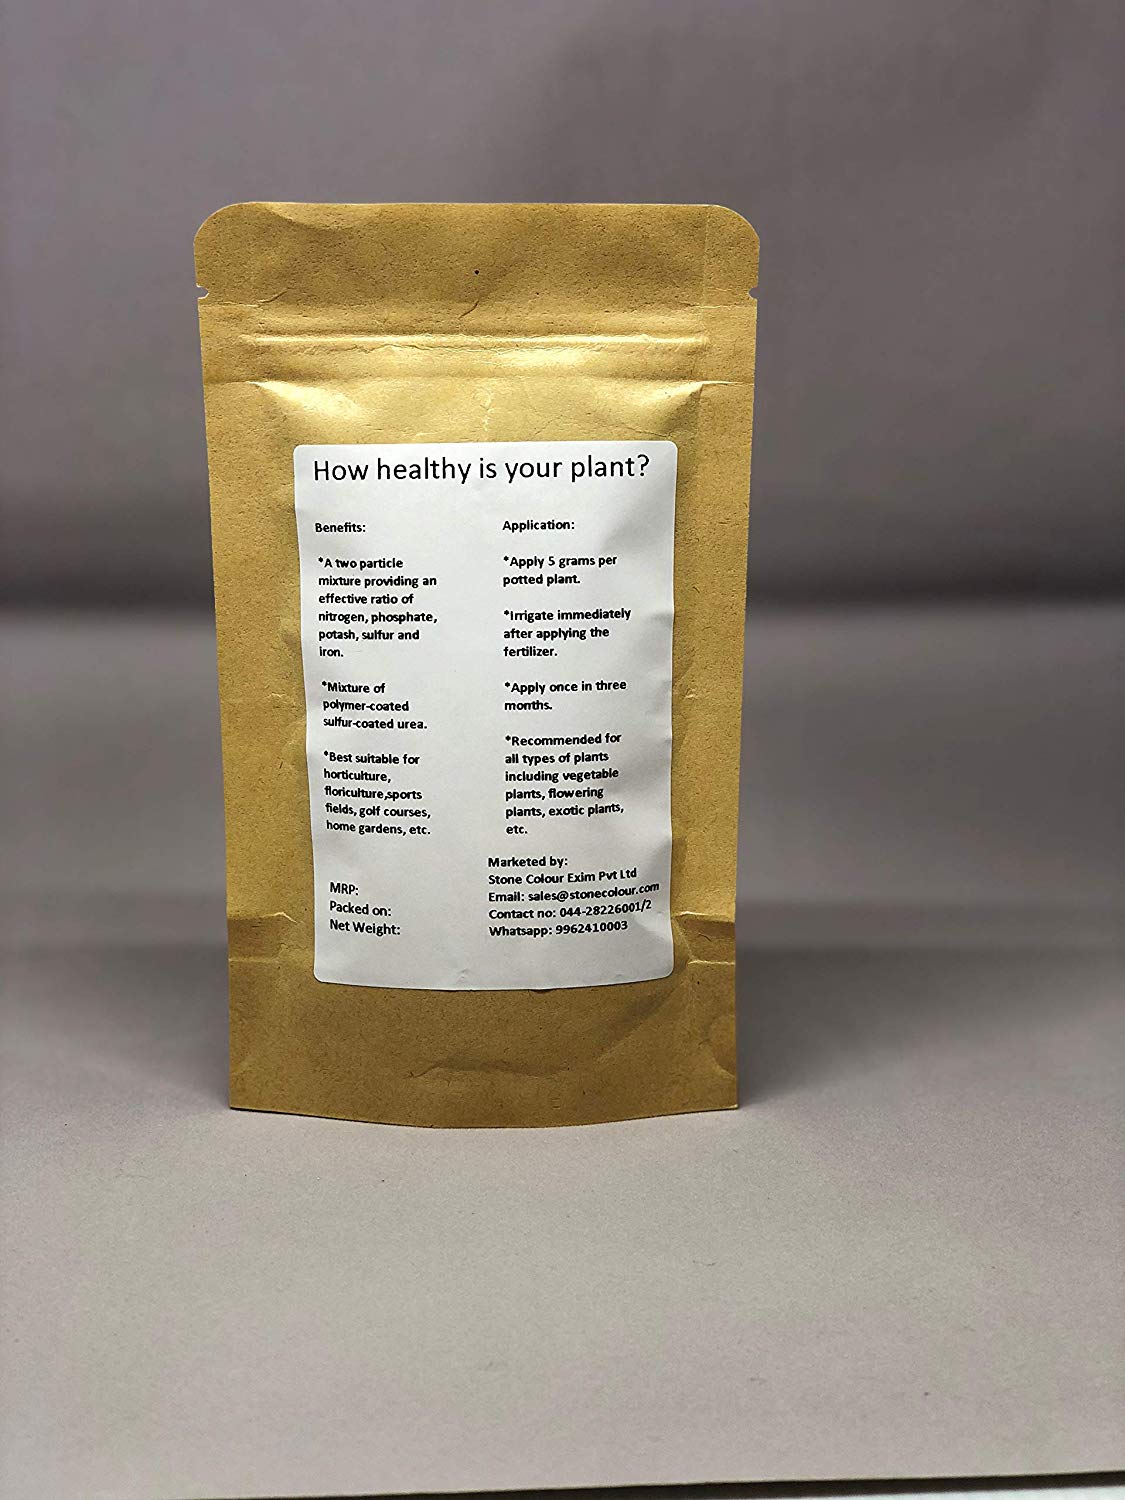 How healthy is your plant?
Benefits:
*A two particle
mixture providing an
effective ratio of
nitrogen, phosphate,
potash, sulfur and
iron.
*Mixture of
polymer-coated
sulfur-coated urea.
*Best suitable for
horticulture,
floriculture,sports
fields, golf courses,
home gardens, etc.
MRP:
Packed on:
Net Weight:
Application:
*Apply 5 grams per
potted plant.
*Irrigate immediately
after applying the
fertilizer.
*Apply once in three
months.
*Recommended for
all types of plants
including vegetable
plants, flowering
plants, exotic plants,
etc.
Marketed by:
Stone Colour Exim Pvt Ltd
Email: sales@stonecolour.com
Contact no: 044-28226001/2
Whatsapp: 9962410003